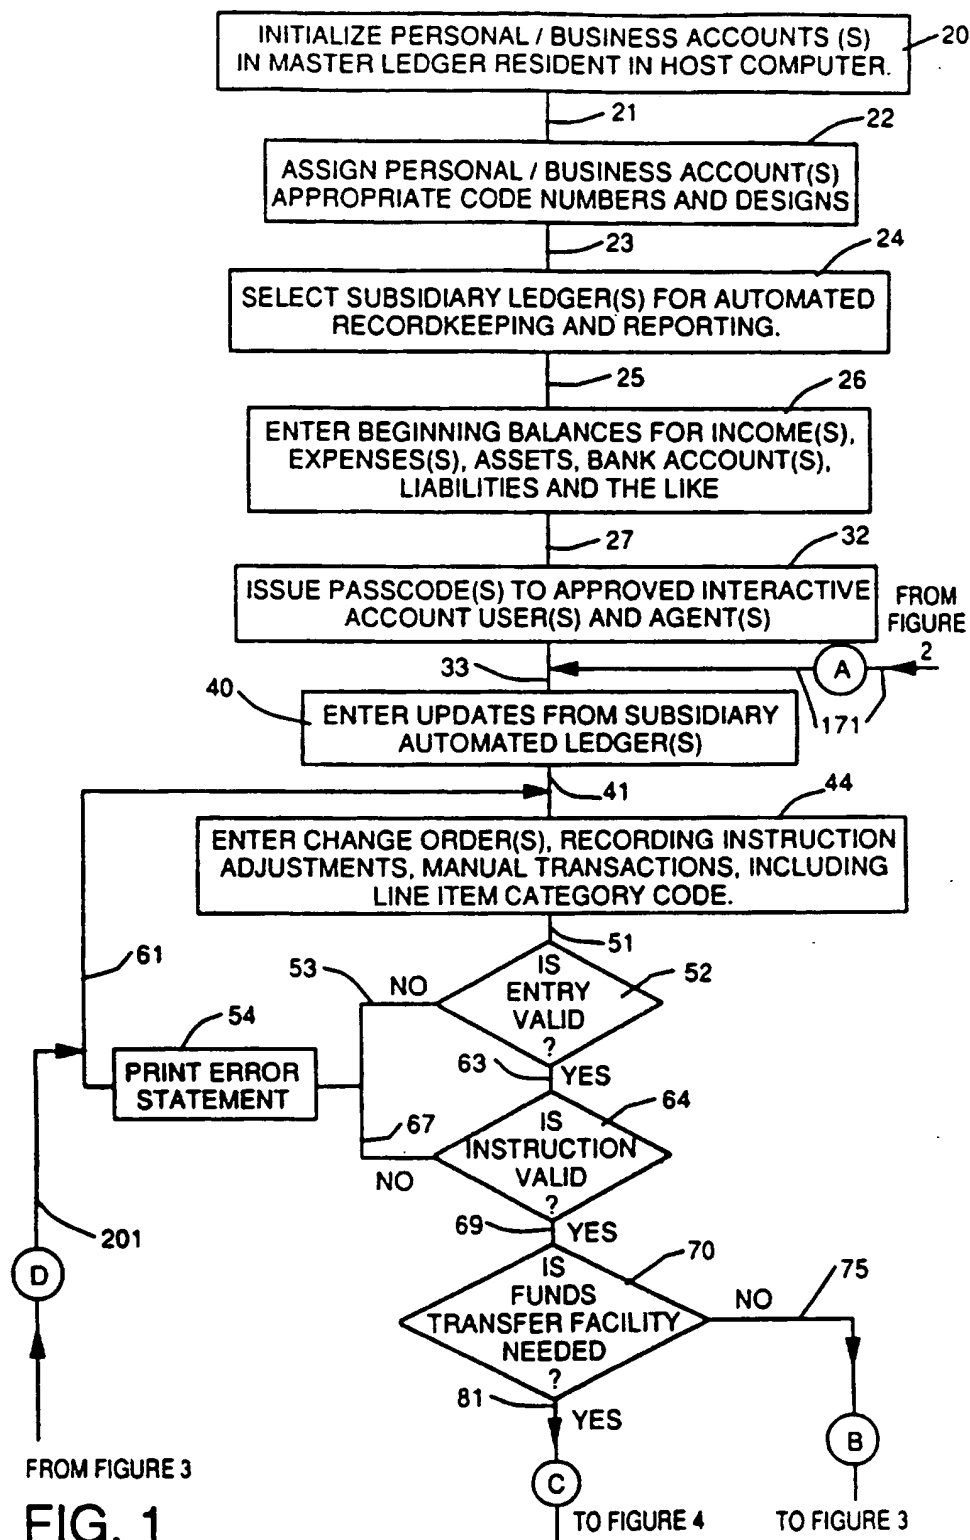 INITIALIZE PERSONAL / BUSINESS ACCOUNTS (S)
IN MASTER LEDGER RESIDENT IN HOST COMPUTER.
20
21
22
ASSIGN PERSONAL / BUSINESS ACCOUNT(S)
APPROPRIATE CODE NUMBERS AND DESIGNS
23
24
SELECT SUBSIDIARY LEDGER(S) FOR AUTOMATED
RECORDKEEPING AND REPORTING.
25
26
ENTER BEGINNING BALANCES FOR INCOME(S),
EXPENSES(S), ASSETS, BANK ACCOUNT(S),
LIABILITIES AND THE LIKE
27
32
ISSUE PASSCODE(S) TO APPROVED INTERACTIVE
ACCOUNT USER(S) AND AGENT(S)
FROM
FIGURE
2
A
171
33
40
ENTER UPDATES FROM SUBSIDIARY
AUTOMATED LEDGER(S)
41
44
ENTER CHANGE ORDER(S), RECORDING INSTRUCTION
ADJUSTMENTS, MANUAL TRANSACTIONS, INCLUDING
LINE ITEM CATEGORY CODE.
51
61
53
NO
IS
ENTRY
VALID
?
52
54
PRINT ERROR
STATEMENT
63
YES
64
67
NO
IS
INSTRUCTION
VALID
?
69
YES
201
D
70
IS
FUNDS
TRANSFER FACILITY
NEEDED
?
NO
75
81
YES
B
C
FROM FIGURE 3
TO FIGURE 4
TO FIGURE 3
FIG. 1